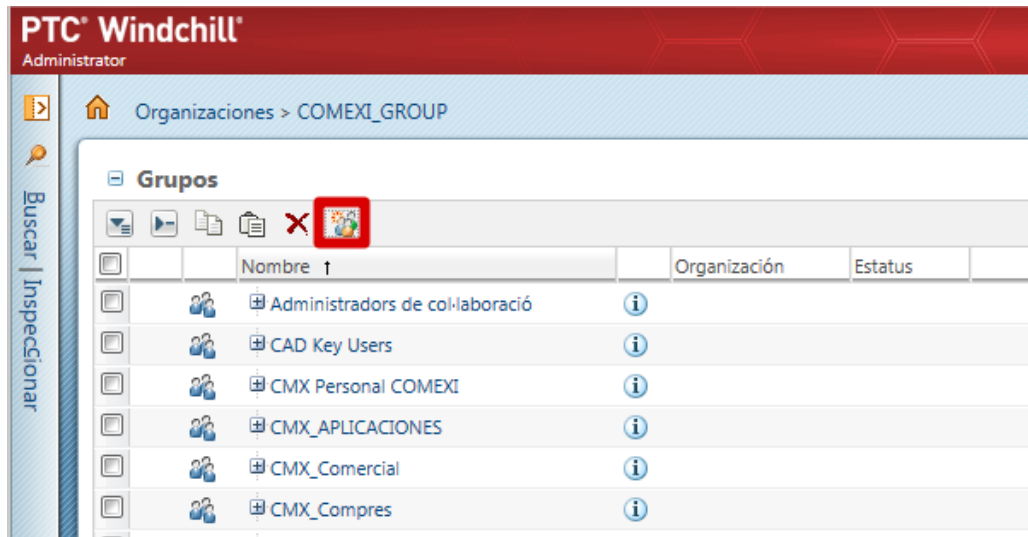 PTC® Windchill®
Administrator
Organizaciones > COMEXI_GROUP
Buscar | Inspeccionar
Grupos
Nombre ↑ Organización Estatus
Administradors de col·laboració
CAD Key Users
CMX Personal COMEXI
CMX_APLICACIONES
CMX_Comercial
CMX_Compres